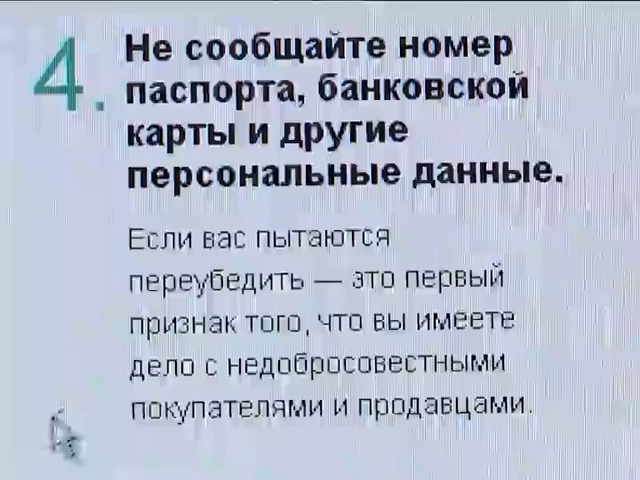 4. Не сообщайте номер
паспорта, банковской
карты и другие
персональные данные.
Если вас пытаются
переубедить — это первый
признак того, что вы имеете
дело с недобросовестными
покупателями и продавцами.